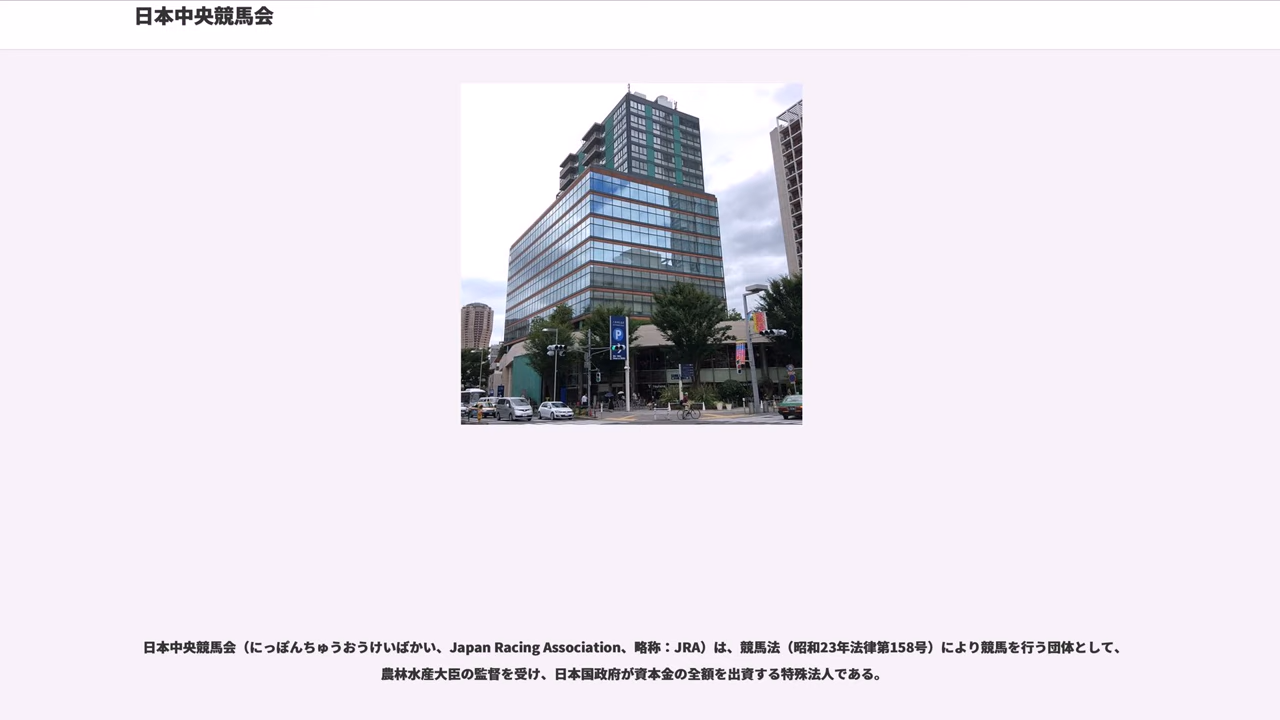 日本中央競馬会
P
日本中央競馬会（にっぽんちゅうおうけいばかい、Japan Racing Association、略称：JRA）は、競馬法（昭和23年法律第158号）により競馬を行う団体として、
農林水産大臣の監督を受け、日本国政府が資本金の全額を出資する特殊法人である。